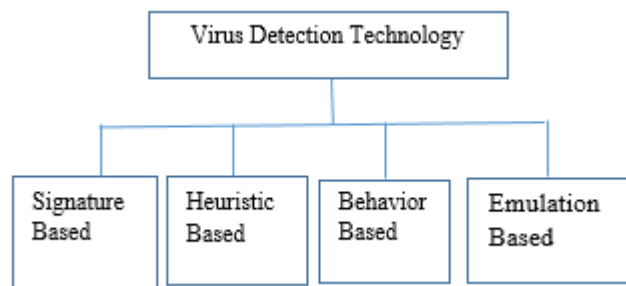 Virus Detection Technology
Signature
Based
Heuristic
Based
Behavior
Based
Emulation
Based